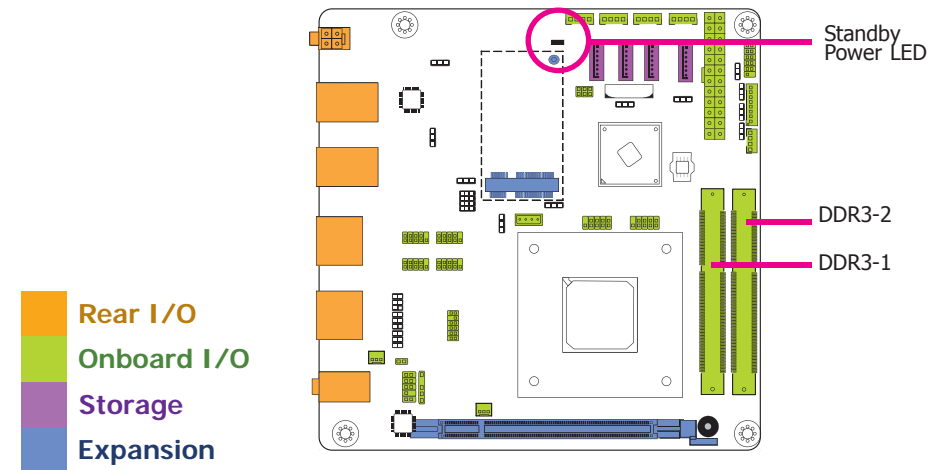 Standby
Power LED
DDR3-2
DDR3-1
Rear I/O
Onboard I/O
Storage
Expansion